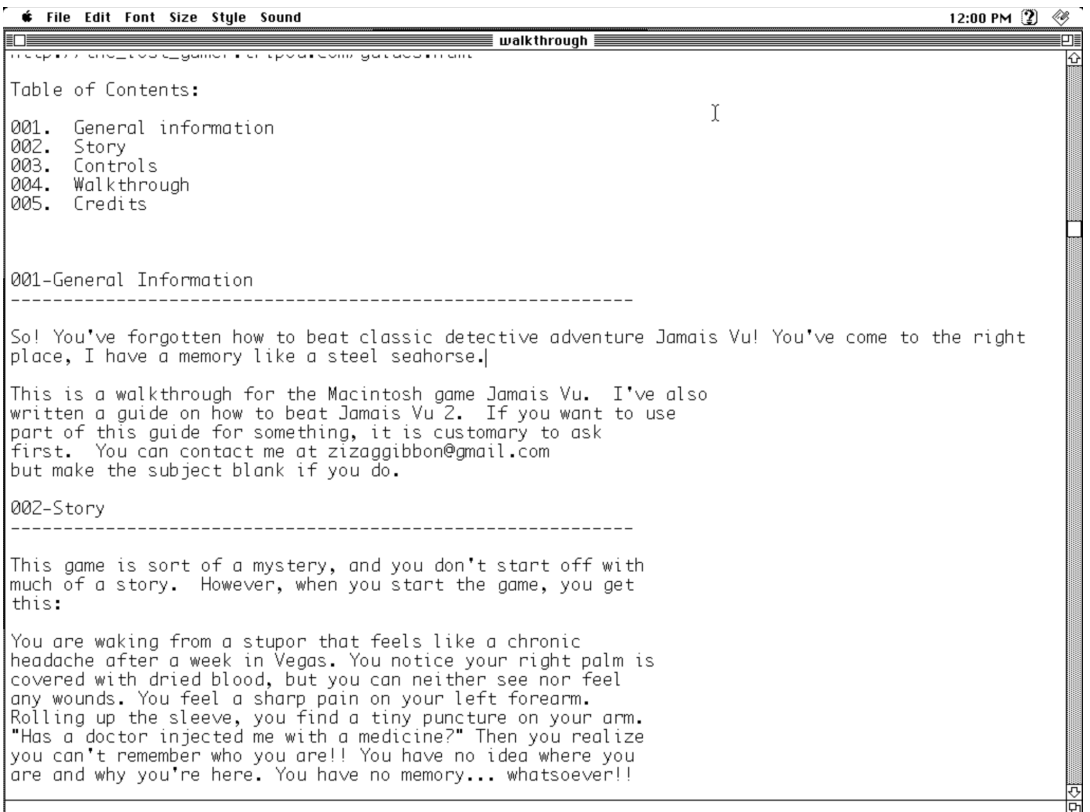 File Edit Font Size Style Sound 12:00 PM
walkthrough
Table of Contents:
001. General information
002. Story
003. Controls
004. Walkthrough
005. Credits
001-General Information
-----------------------------------------------------------
So! You've forgotten how to beat classic detective adventure Jamais Vu! You've come to the right
place, I have a memory like a steel seahorse.
This is a walkthrough for the Macintosh game Jamais Vu.  I've also
written a guide on how to beat Jamais Vu 2.  If you want to use
part of this guide for something, it is customary to ask
first.  You can contact me at zizaggibbon@gmail.com
but make the subject blank if you do.
002-Story
-----------------------------------------------------------
This game is sort of a mystery, and you don't start off with
much of a story.  However, when you start the game, you get
this:
You are waking from a stupor that feels like a chronic
headache after a week in Vegas. You notice your right palm is
covered with dried blood, but you can neither see nor feel
any wounds. You feel a sharp pain on your left forearm.
Rolling up the sleeve, you find a tiny puncture on your arm.
"Has a doctor injected me with a medicine?" Then you realize
you can't remember who you are!! You have no idea where you
are and why you're here. You have no memory... whatsoever!!